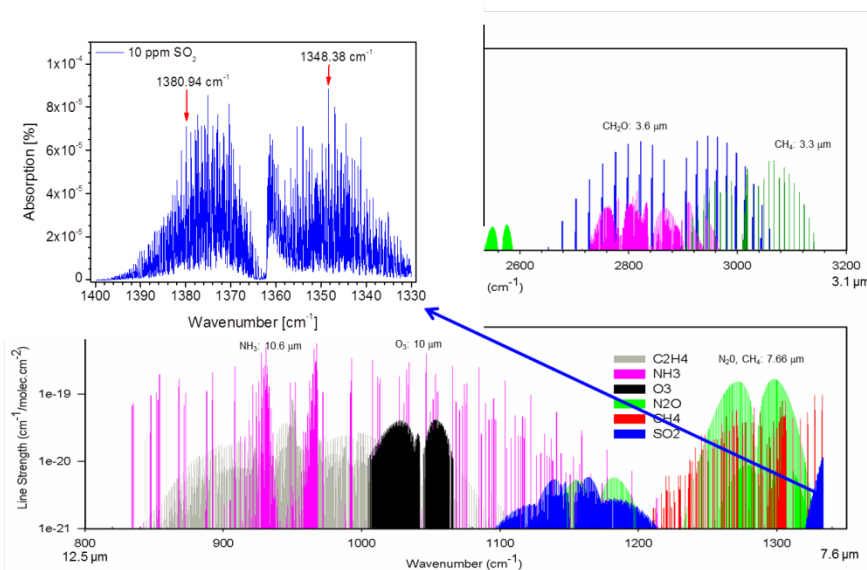 10 ppm SO2
1380.94 cm-1
1348.38 cm-1
1x10-4
8x10-5
6x10-5
4x10-5
2x10-5
0
Absorption [%]
1400 1390 1380 1370 1360 1350 1340 1330
Wavenumber [cm-1]
CH2O: 3.6 µm
CH4: 3.3 µm
2600 2800 3000 3200
(cm-1) 3.1 µm
NH3: 10.6 µm
O3: 10 µm
N20, CH4: 7.66 µm
C2H4
NH3
O3
N2O
CH4
SO2
Line Strength (cm-1/molec.cm-2)
1e-19
1e-20
1e-21
800 900 1000 1100 1200 1300
12.5 µm Wavenumber (cm-1) 7.6 µm